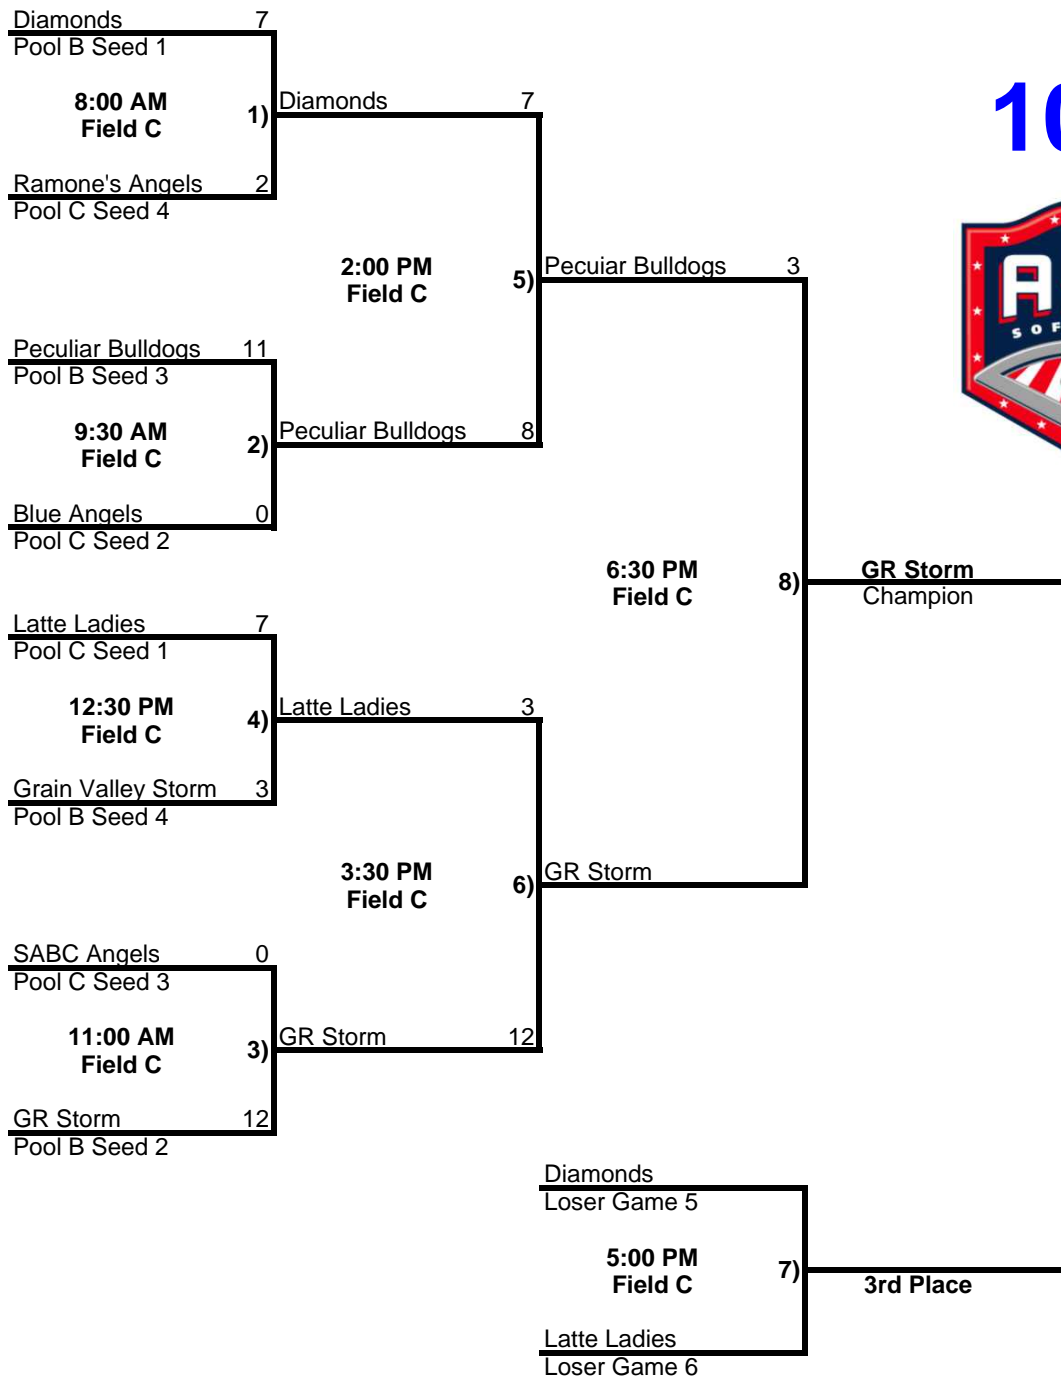 Diamonds 7
Pool B Seed 1
8:00 AM
Field C
1)
Diamonds 7
Ramone's Angels 2
Pool C Seed 4
10
2:00 PM
Field C
5)
Pecuiar Bulldogs 3
A
SOF
Peculiar Bulldogs 11
Pool B Seed 3
9:30 AM
Field C
2)
Peculiar Bulldogs 8
Blue Angels 0
Pool C Seed 2
6:30 PM
Field C
8)
GR Storm
Champion
Latte Ladies 7
Pool C Seed 1
12:30 PM
Field C
4)
Latte Ladies 3
Grain Valley Storm 3
Pool B Seed 4
3:30 PM
Field C
6)
GR Storm
SABC Angels 0
Pool C Seed 3
11:00 AM
Field C
3)
GR Storm 12
GR Storm 12
Pool B Seed 2
Diamonds
Loser Game 5
5:00 PM
Field C
7)
3rd Place
Latte Ladies
Loser Game 6